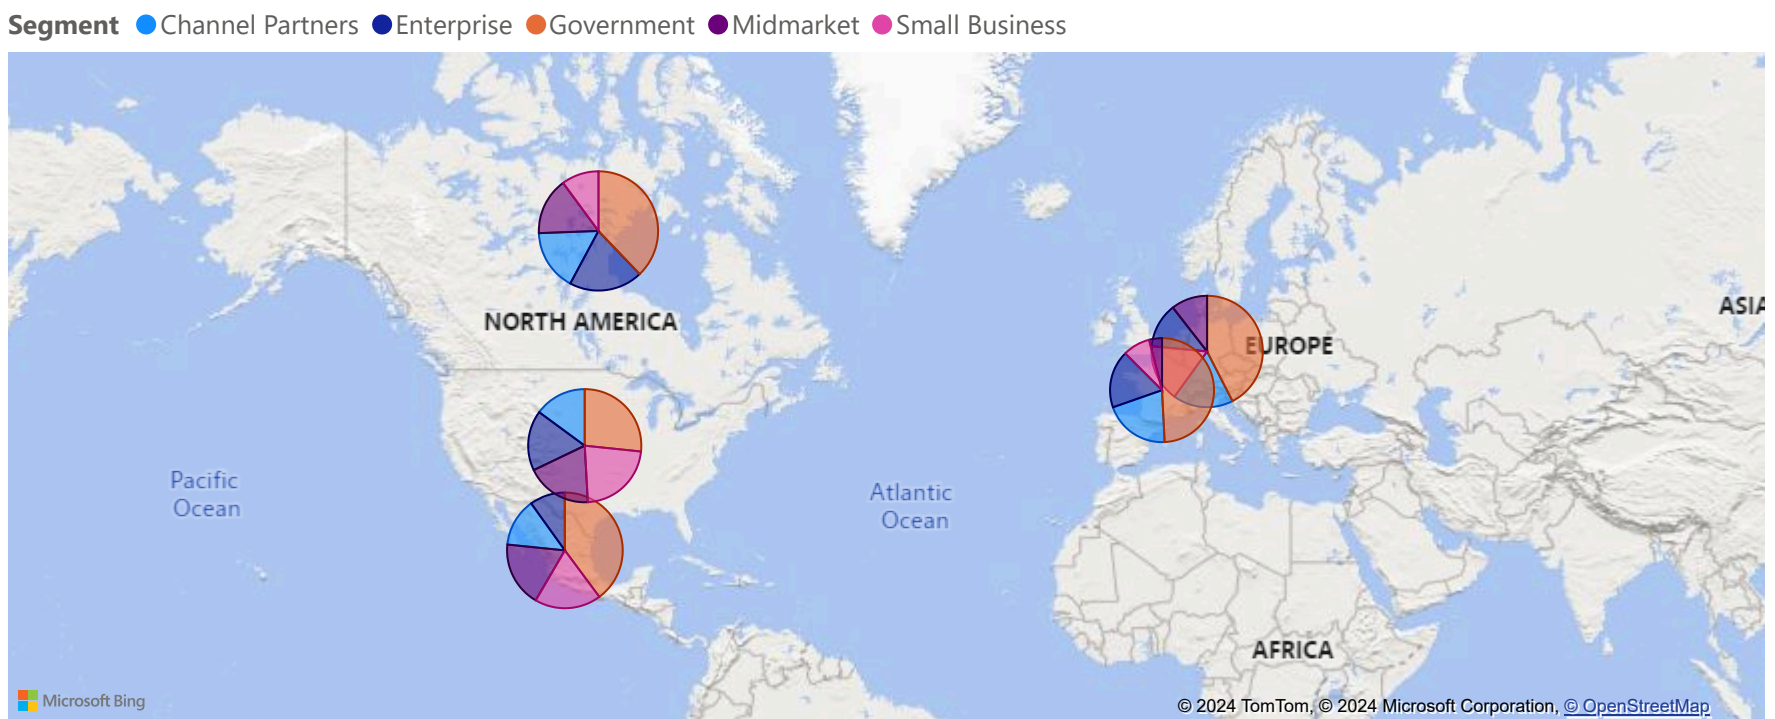 Segment Channel Partners Enterprise Government Midmarket Small Business
NORTH AMERICA
EUROPE
ASIA
Pacific
Ocean
Atlantic
Ocean
AFRICA
Microsoft Bing
© 2024 TomTom, © 2024 Microsoft Corporation, © OpenStreetMap